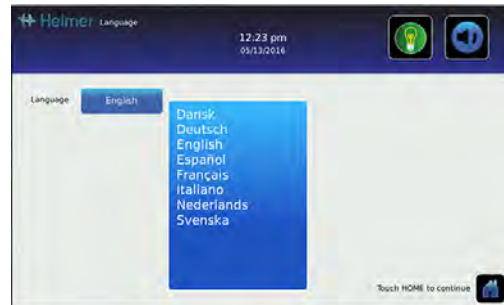 Helmer Language
12:23 pm
05/13/2016
Language English
Dansk
Deutsch
English
Español
Français
Italiano
Nederlands
Svenska
Touch HOME to continue